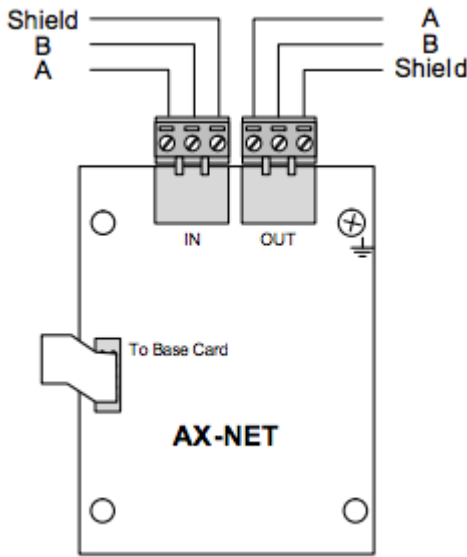 Shield
B
A
A
B
Shield
IN
OUT
To Base Card
AX-NET